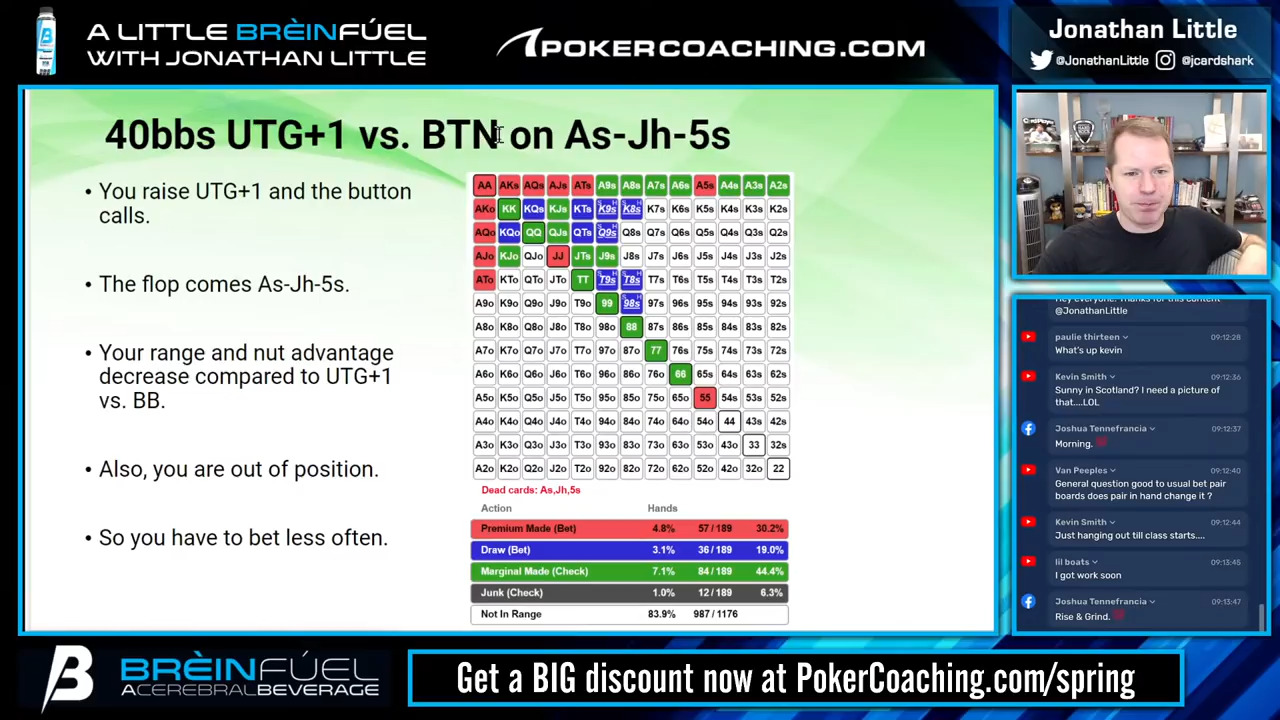 A LITTLE BRÈINFÚEL
WITH JONATHAN LITTLE
POKERCOACHING.COM
Jonathan Little
@JonathanLittle @jcardshark
40bbs UTG+1 vs. BTN on As-Jh-5s
• You raise UTG+1 and the button
calls.
• The flop comes As-Jh-5s.
• Your range and nut advantage
decrease compared to UTG+1
vs. BB.
• Also, you are out of position.
• So you have to bet less often.
AA AKs AQs AJs ATs A9s A8s A7s A6s A5s A4s A3s A2s
AKo KK KQs KJs KTs K9s K8s K7s K6s K5s K4s K3s K2s
AQo KQo QQ QJs QTs Q9s Q8s Q7s Q6s Q5s Q4s Q3s Q2s
AJo KJo QJo JJ JTs J9s J8s J7s J6s J5s J4s J3s J2s
ATo KTo QTo JTo TT T9s T8s T7s T6s T5s T4s T3s T2s
A9o K9o Q9o J9o T9o 99 98s 97s 96s 95s 94s 93s 92s
A8o K8o Q8o J8o T8o 98o 88 87s 86s 85s 84s 83s 82s
A7o K7o Q7o J7o T7o 97o 87o 77 76s 75s 74s 73s 72s
A6o K6o Q6o J6o T6o 96o 86o 76o 66 65s 64s 63s 62s
A5o K5o Q5o J5o T5o 95o 85o 75o 65o 55 54s 53s 52s
A4o K4o Q4o J4o T4o 94o 84o 74o 64o 54o 44 43s 42s
A3o K3o Q3o J3o T3o 93o 83o 73o 63o 53o 43o 33 32s
A2o K2o Q2o J2o T2o 92o 82o 72o 62o 52o 42o 32o 22
Dead cards: As,Jh,5s
Action Hands
Premium Made (Bet) 4.8% 57 / 189 30.2%
Draw (Bet) 3.1% 36 / 189 19.0%
Marginal Made (Check) 7.1% 84 / 189 44.4%
Junk (Check) 1.0% 12 / 189 6.3%
Not In Range 83.9% 987 / 1176
@JonathanLittle
paulie thirteen 09:12:28
What's up kevin
Kevin Smith 09:12:36
Sunny in Scotland? I need a picture of
that....LOL
Joshua Tennefrancia 09:12:37
Morning.
Van Peeples 09:12:40
General question good to usual bet pair
boards does pair in hand change it ?
Kevin Smith 09:12:44
Just hanging out till class starts....
lil boats 09:13:45
I got work soon
Joshua Tennefrancia 09:13:47
Rise & Grind.
B BRÈINFÚEL
A CEREBRAL BEVERAGE
Get a BIG discount now at PokerCoaching.com/spring